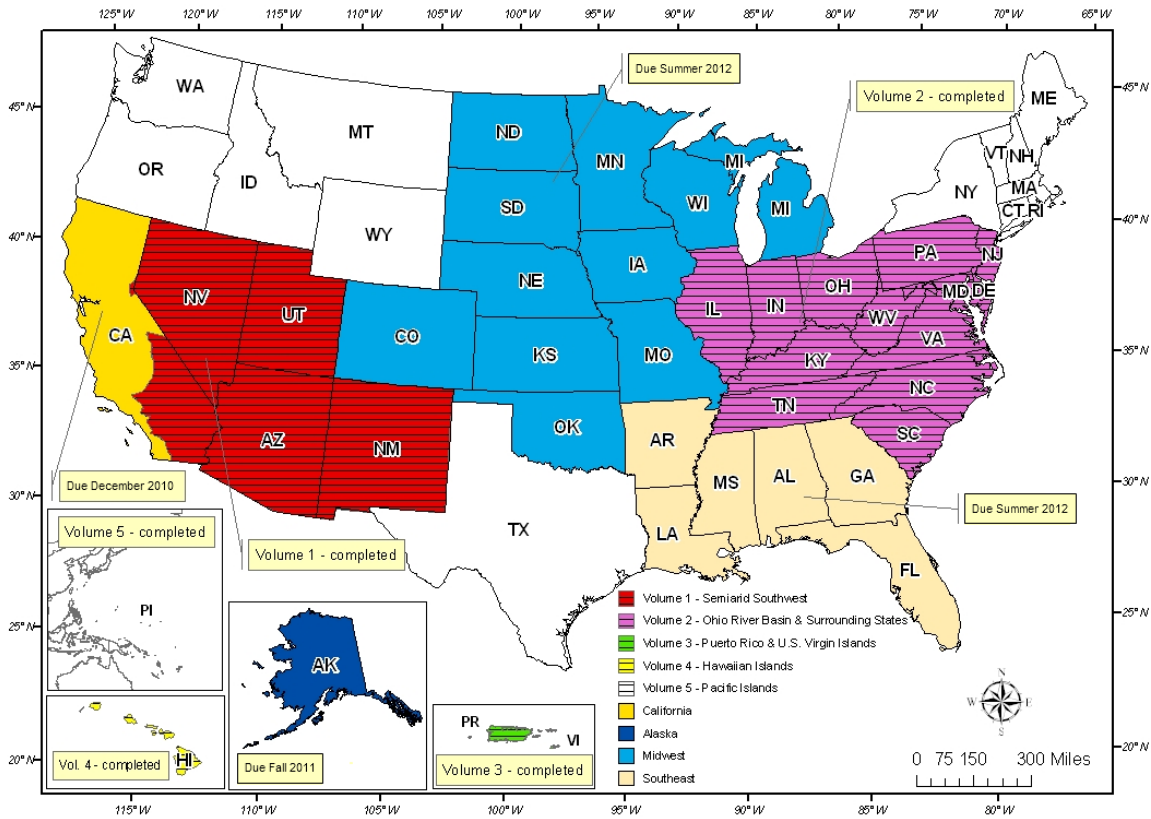 125°W 120°W 115°W 110°W 105°W 100°W 95°W 90°W 85°W 80°W 75°W 70°W 65°W
45°N
40°N
35°N
30°N
25°N
20°N
45°N
40°N
35°N
30°N
25°N
20°N
Due Summer 2012
Volume 2 - completed
WA
MT
ND
MN
ME
OR
ID
SD
WI
MI
MI
VT
NH
NY
MA
CT
RI
WY
NE
IA
PA
NJ
NV
UT
CO
KS
MO
IL
IN
OH
MD
DE
WV
VA
CA
KY
NC
TN
SC
AZ
NM
OK
AR
MS
AL
GA
LA
TX
FL
Due December 2010
Due Summer 2012
Volume 5 - completed
Volume 1 - completed
PI
AK
Due Fall 2011
HI
Vol. 4 - completed
PR
VI
Volume 3 - completed
Volume 1 - Semiarid Southwest
Volume 2 - Ohio River Basin & Surrounding States
Volume 3 - Puerto Rico & U.S. Virgin Islands
Volume 4 - Hawaiian Islands
Volume 5 - Pacific Islands
California
Alaska
Midwest
Southeast
N
W
E
S
0 75 150 300 Miles
115°W 110°W 105°W 100°W 95°W 90°W 85°W 80°W